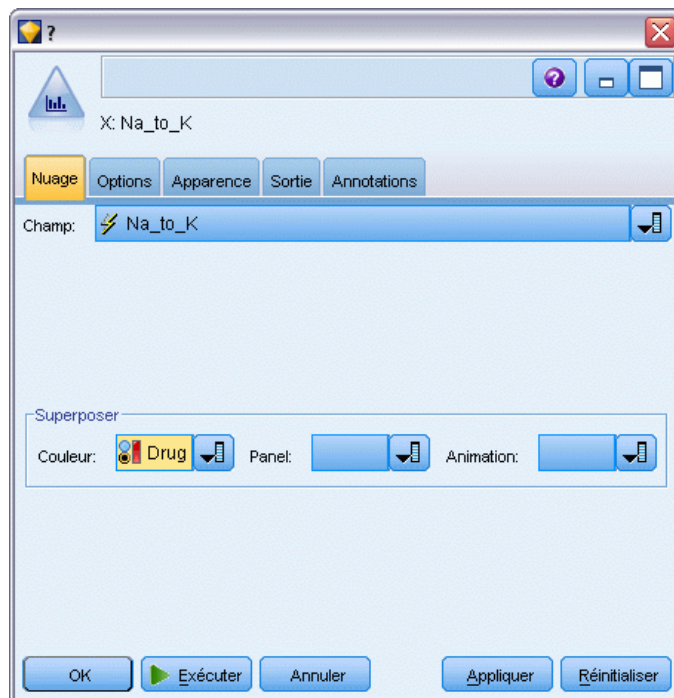 ?
X: Na_to_K
Nuage Options Apparence Sortie Annotations
Champ: Na_to_K
Superposer
Couleur: Drug Panel: Animation:
OK Exécuter Annuler Appliquer Réinitialiser